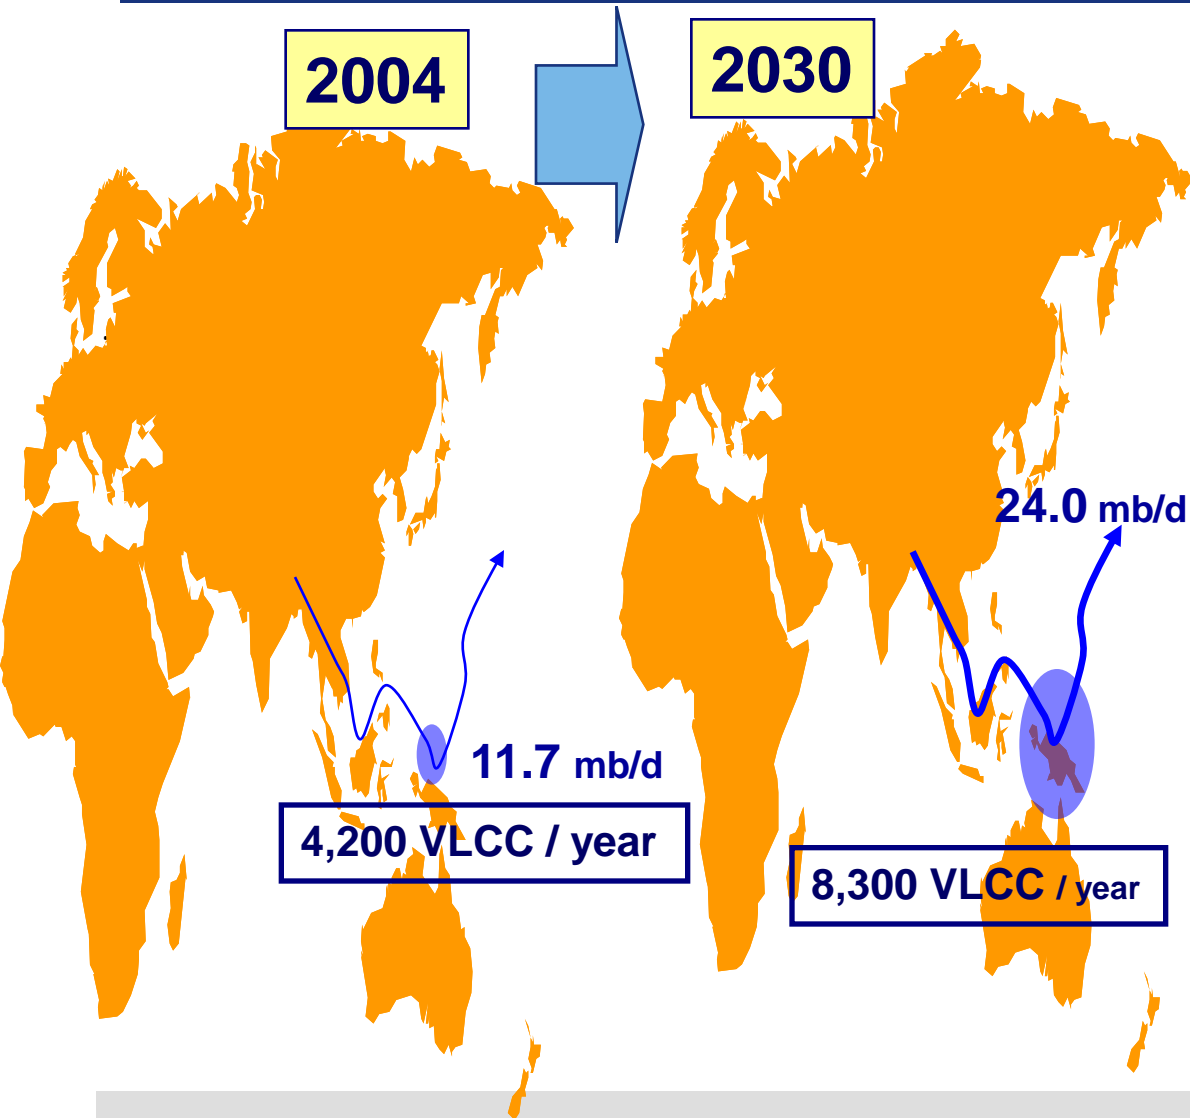 2004
2030
24.0 mb/d
11.7 mb/d
4,200 VLCC / year
8,300 VLCC / year